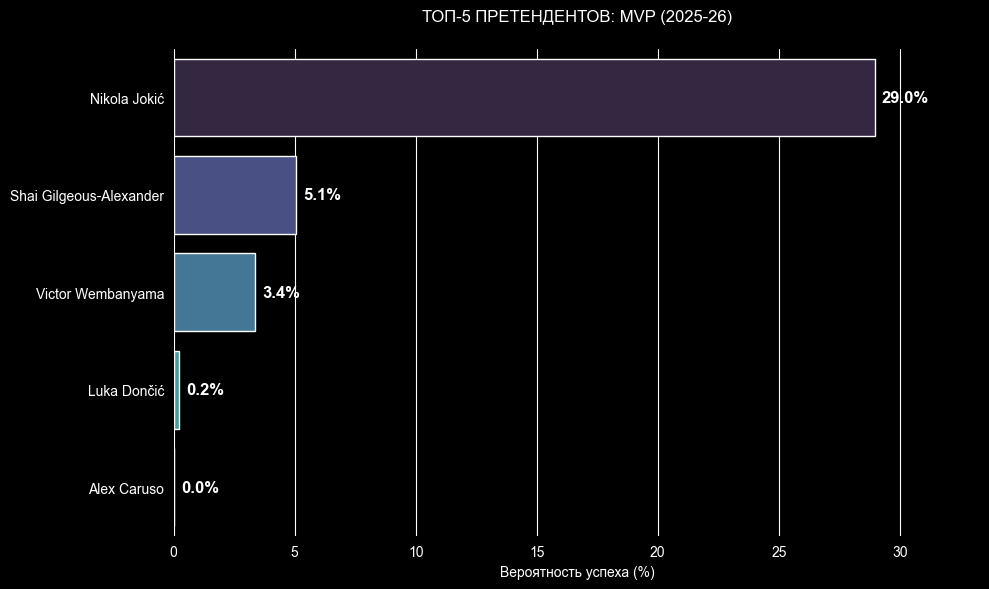 ТОП-5 ПРЕТЕНДЕНТОВ: MVP (2025-26)
Nikola Jokić 29.0%
Shai Gilgeous-Alexander 5.1%
Victor Wembanyama 3.4%
Luka Dončić 0.2%
Alex Caruso 0.0%
0 5 10 15 20 25 30
Вероятность успеха (%)